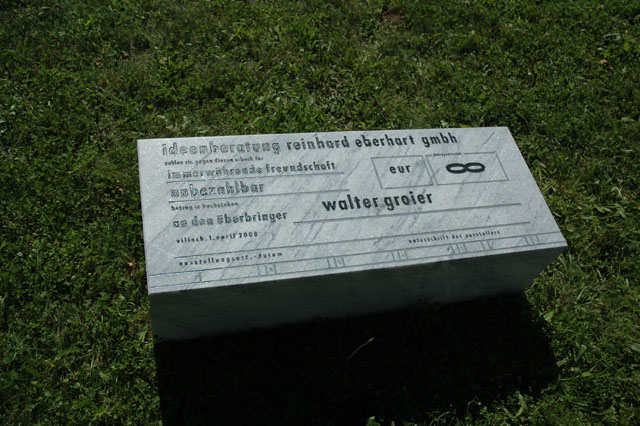 ideenberatung reinhard eberhart gmbh
zahlen sie gegen diesen scheck für
immerwährende freundschaft
eur ∞
unbezahlbar
betrag in buchstaben
walter groier
an den überbringer
villach, 1. april 2008
unterschrift des ausstellers
ausstellungsort, - datum